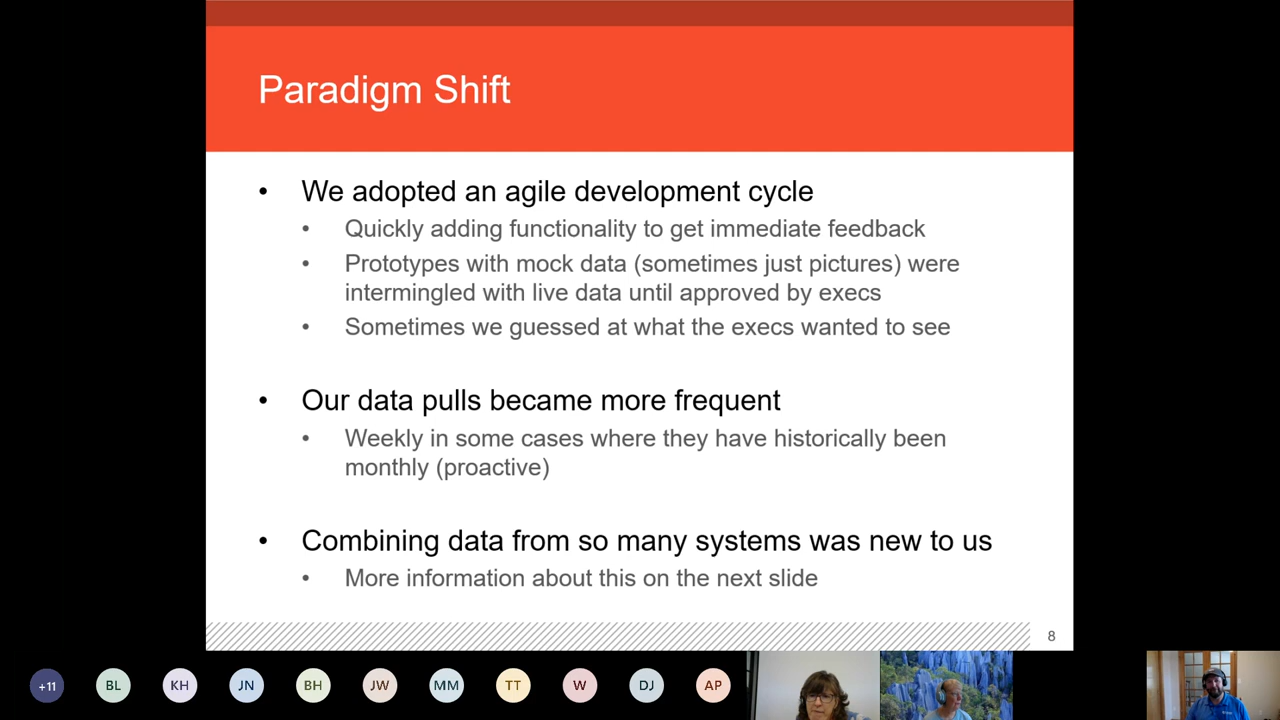 Paradigm Shift
• We adopted an agile development cycle
• Quickly adding functionality to get immediate feedback
• Prototypes with mock data (sometimes just pictures) were
intermingled with live data until approved by execs
• Sometimes we guessed at what the execs wanted to see
• Our data pulls became more frequent
• Weekly in some cases where they have historically been
monthly (proactive)
• Combining data from so many systems was new to us
• More information about this on the next slide
8
+11 BL KH JN BH JW MM TT W DJ AP